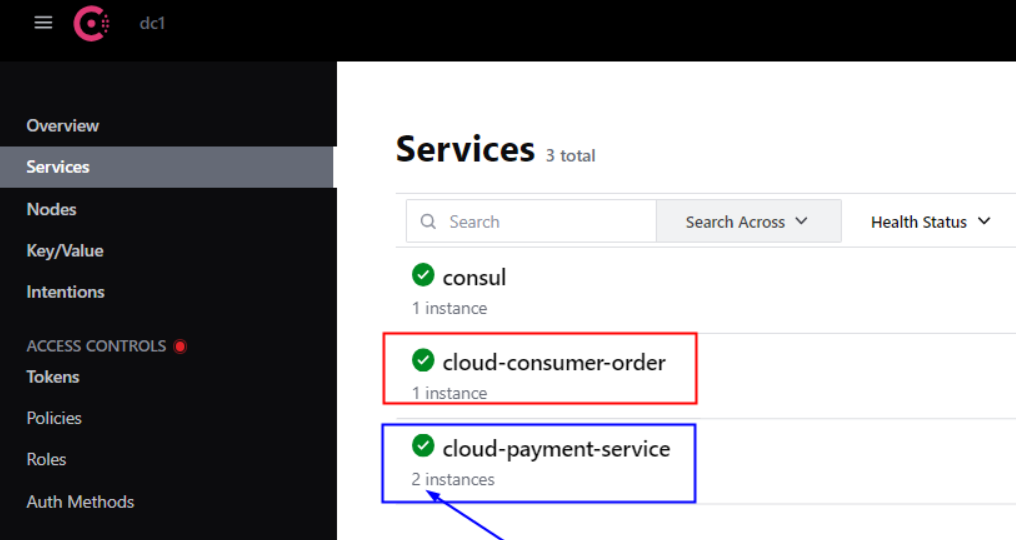 dc1
Overview
Services
Nodes
Key/Value
Intentions
ACCESS CONTROLS
Tokens
Policies
Roles
Auth Methods
Services 3 total
Search Search Across Health Status
consul
1 instance
cloud-consumer-order
1 instance
cloud-payment-service
2 instances